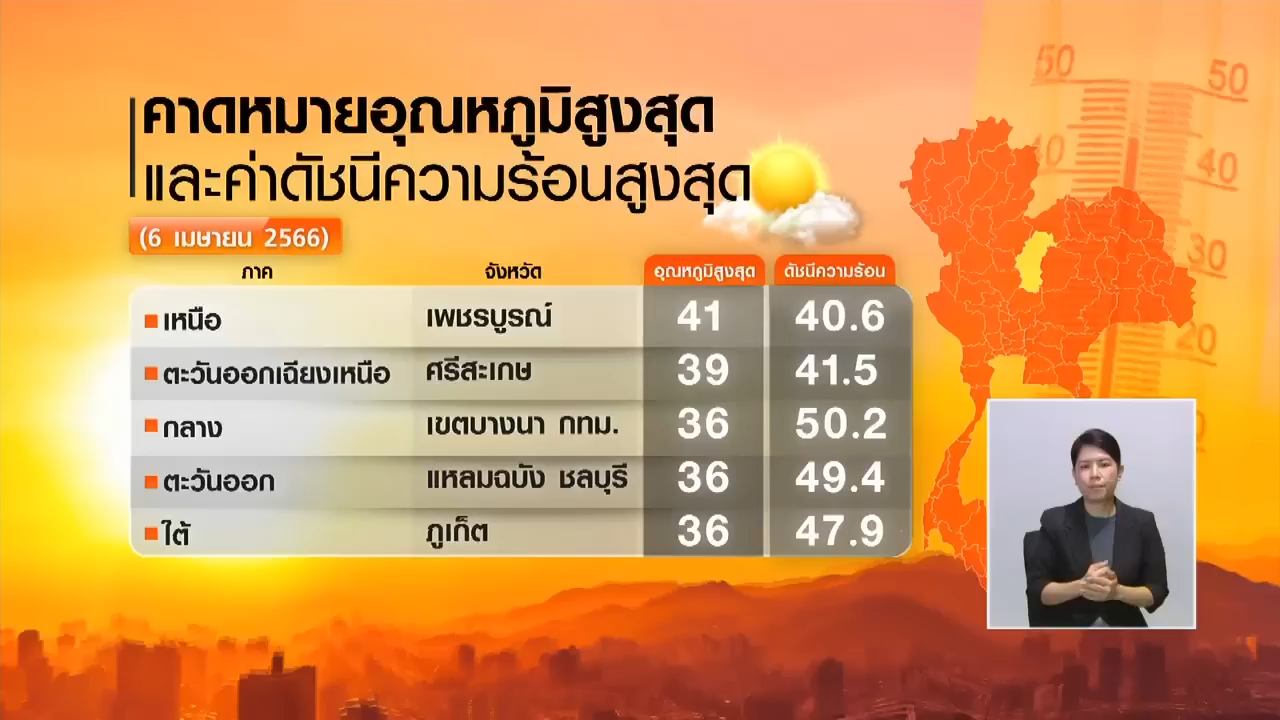 คาดหมายอุณหภูมิสูงสุด
และค่าดัชนีความร้อนสูงสุด
(6 เมษายน 2566)
ภาค จังหวัด อุณหภูมิสูงสุด ดัชนีความร้อน
เหนือ เพชรบูรณ์ 41 40.6
ตะวันออกเฉียงเหนือ ศรีสะเกษ 39 41.5
กลาง เขตบางนา กทม. 36 50.2
ตะวันออก แหลมฉบัง ชลบุรี 36 49.4
ใต้ ภูเก็ต 36 47.9
50 50
40 40
30
20